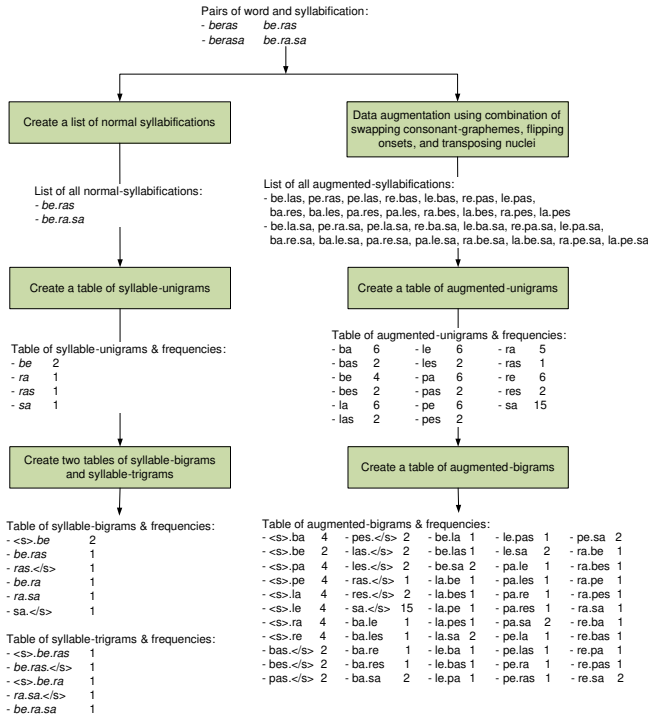 Pairs of word and syllabification:
- beras be.ras
- berasa be.ra.sa
Create a list of normal syllabifications
Data augmentation using combination of
swapping consonant-graphemes, flipping
onsets, and transposing nuclei
List of all normal-syllabifications:
- be.ras
- be.ra.sa
List of all augmented-syllabifications:
- be.las, pe.ras, pe.las, re.bas, le.bas, re.pas, le.pas,
ba.res, ba.les, pa.res, pa.les, ra.bes, la.bes, ra.pes, la.pes
- be.la.sa, pe.ra.sa, pe.la.sa, re.ba.sa, le.ba.sa, re.pa.sa, le.pa.sa,
ba.re.sa, ba.le.sa, pa.re.sa, pa.le.sa, ra.be.sa, la.be.sa, ra.pe.sa, la.pe.sa
Create a table of syllable-unigrams
Create a table of augmented-unigrams
Table of syllable-unigrams & frequencies:
- be 2
- ra 1
- ras 1
- sa 1
Table of augmented-unigrams & frequencies:
- ba 6 - le 6 - ra 5
- bas 2 - les 2 - ras 1
- be 4 - pa 6 - re 6
- bes 2 - pas 2 - res 2
- la 6 - pe 6 - sa 15
- las 2 - pes 2
Create two tables of syllable-bigrams
and syllable-trigrams
Create a table of augmented-bigrams
Table of syllable-bigrams & frequencies:
- <s>.be 2
- be.ras 1
- ras.</s> 1
- be.ra 1
- ra.sa 1
- sa.</s> 1
Table of syllable-trigrams & frequencies:
- <s>.be.ras 1
- be.ras.</s> 1
- <s>.be.ra 1
- ra.sa.</s> 1
- be.ra.sa 1
Table of augmented-bigrams & frequencies:
- <s>.ba 4 - pes.</s> 2 - be.la 1 - le.pas 1 - pe.sa 2
- <s>.be 2 - las.</s> 2 - be.las 1 - le.sa 2 - ra.be 1
- <s>.pa 4 - les.</s> 2 - be.sa 2 - pa.le 1 - ra.bes 1
- <s>.pe 4 - ras.</s> 1 - la.be 1 - pa.les 1 - ra.pe 1
- <s>.la 4 - res.</s> 2 - la.bes 1 - pa.re 1 - ra.pes 1
- <s>.le 4 - sa.</s> 15 - la.pe 1 - pa.res 1 - ra.sa 1
- <s>.ra 4 - ba.le 1 - la.pes 1 - pa.sa 2 - re.ba 1
- <s>.re 4 - ba.les 1 - la.sa 2 - pe.la 1 - re.bas 1
- bas.</s> 2 - ba.re 1 - le.ba 1 - pe.las 1 - re.pa 1
- bes.</s> 2 - ba.res 1 - le.bas 1 - pe.ra 1 - re.pas 1
- pas.</s> 2 - ba.sa 2 - le.pa 1 - pe.ras 1 - re.sa 2